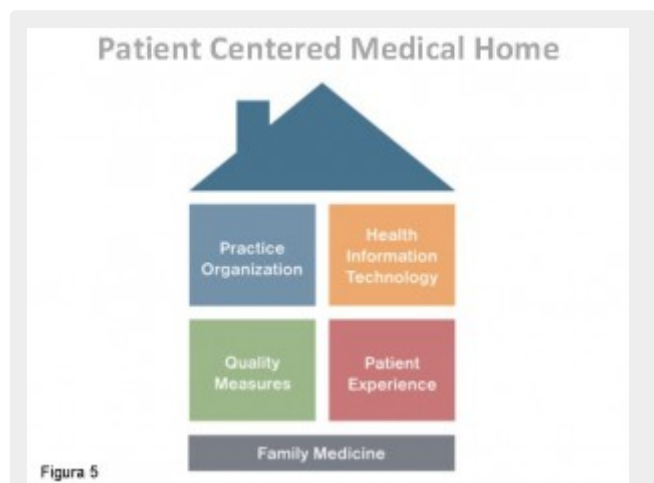 Patient Centered Medical Home
Practice
Organization
Health
Information
Technology
Quality
Measures
Patient
Experience
Family Medicine
Figura 5